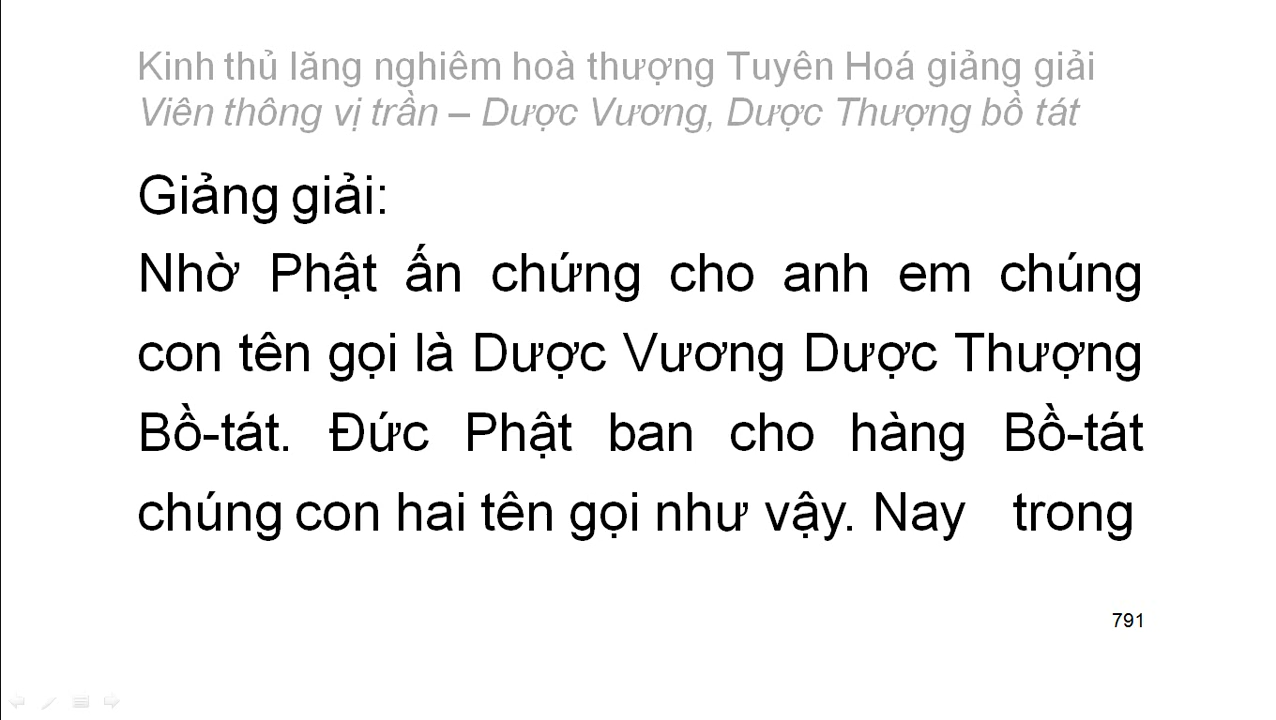 Kinh thủ lăng nghiêm hoà thượng Tuyên Hoá giảng giải
Viên thông vị trần – Dược Vương, Dược Thượng bồ tát
Giảng giải:
Nhờ Phật ấn chứng cho anh em chúng
con tên gọi là Dược Vương Dược Thượng
Bồ-tát. Đức Phật ban cho hàng Bồ-tát
chúng con hai tên gọi như vậy. Nay trong
791